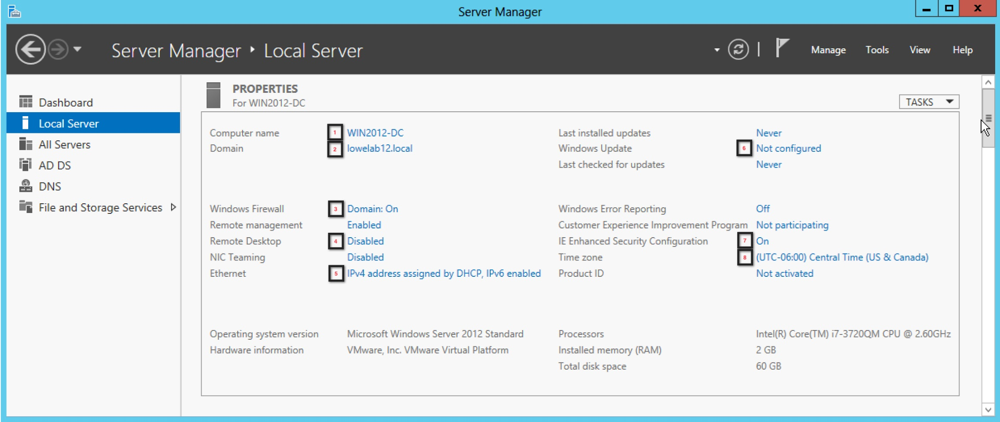 Server Manager
Server Manager ‣ Local Server
Manage Tools View Help
Dashboard
Local Server
All Servers
AD DS
DNS
File and Storage Services
PROPERTIES
For WIN2012-DC
TASKS
Computer name 1 WIN2012-DC
Domain 2 lowelab12.local
Last installed updates Never
Windows Update 6 Not configured
Last checked for updates Never
Windows Firewall 3 Domain: On
Remote management Enabled
Remote Desktop 4 Disabled
NIC Teaming Disabled
Ethernet 5 IPv4 address assigned by DHCP, IPv6 enabled
Windows Error Reporting Off
Customer Experience Improvement Program Not participating
IE Enhanced Security Configuration 7 On
Time zone 8 (UTC-06:00) Central Time (US & Canada)
Product ID Not activated
Operating system version Microsoft Windows Server 2012 Standard
Hardware information VMware, Inc. VMware Virtual Platform
Processors Intel(R) Core(TM) i7-3720QM CPU @ 2.60GHz
Installed memory (RAM) 2 GB
Total disk space 60 GB